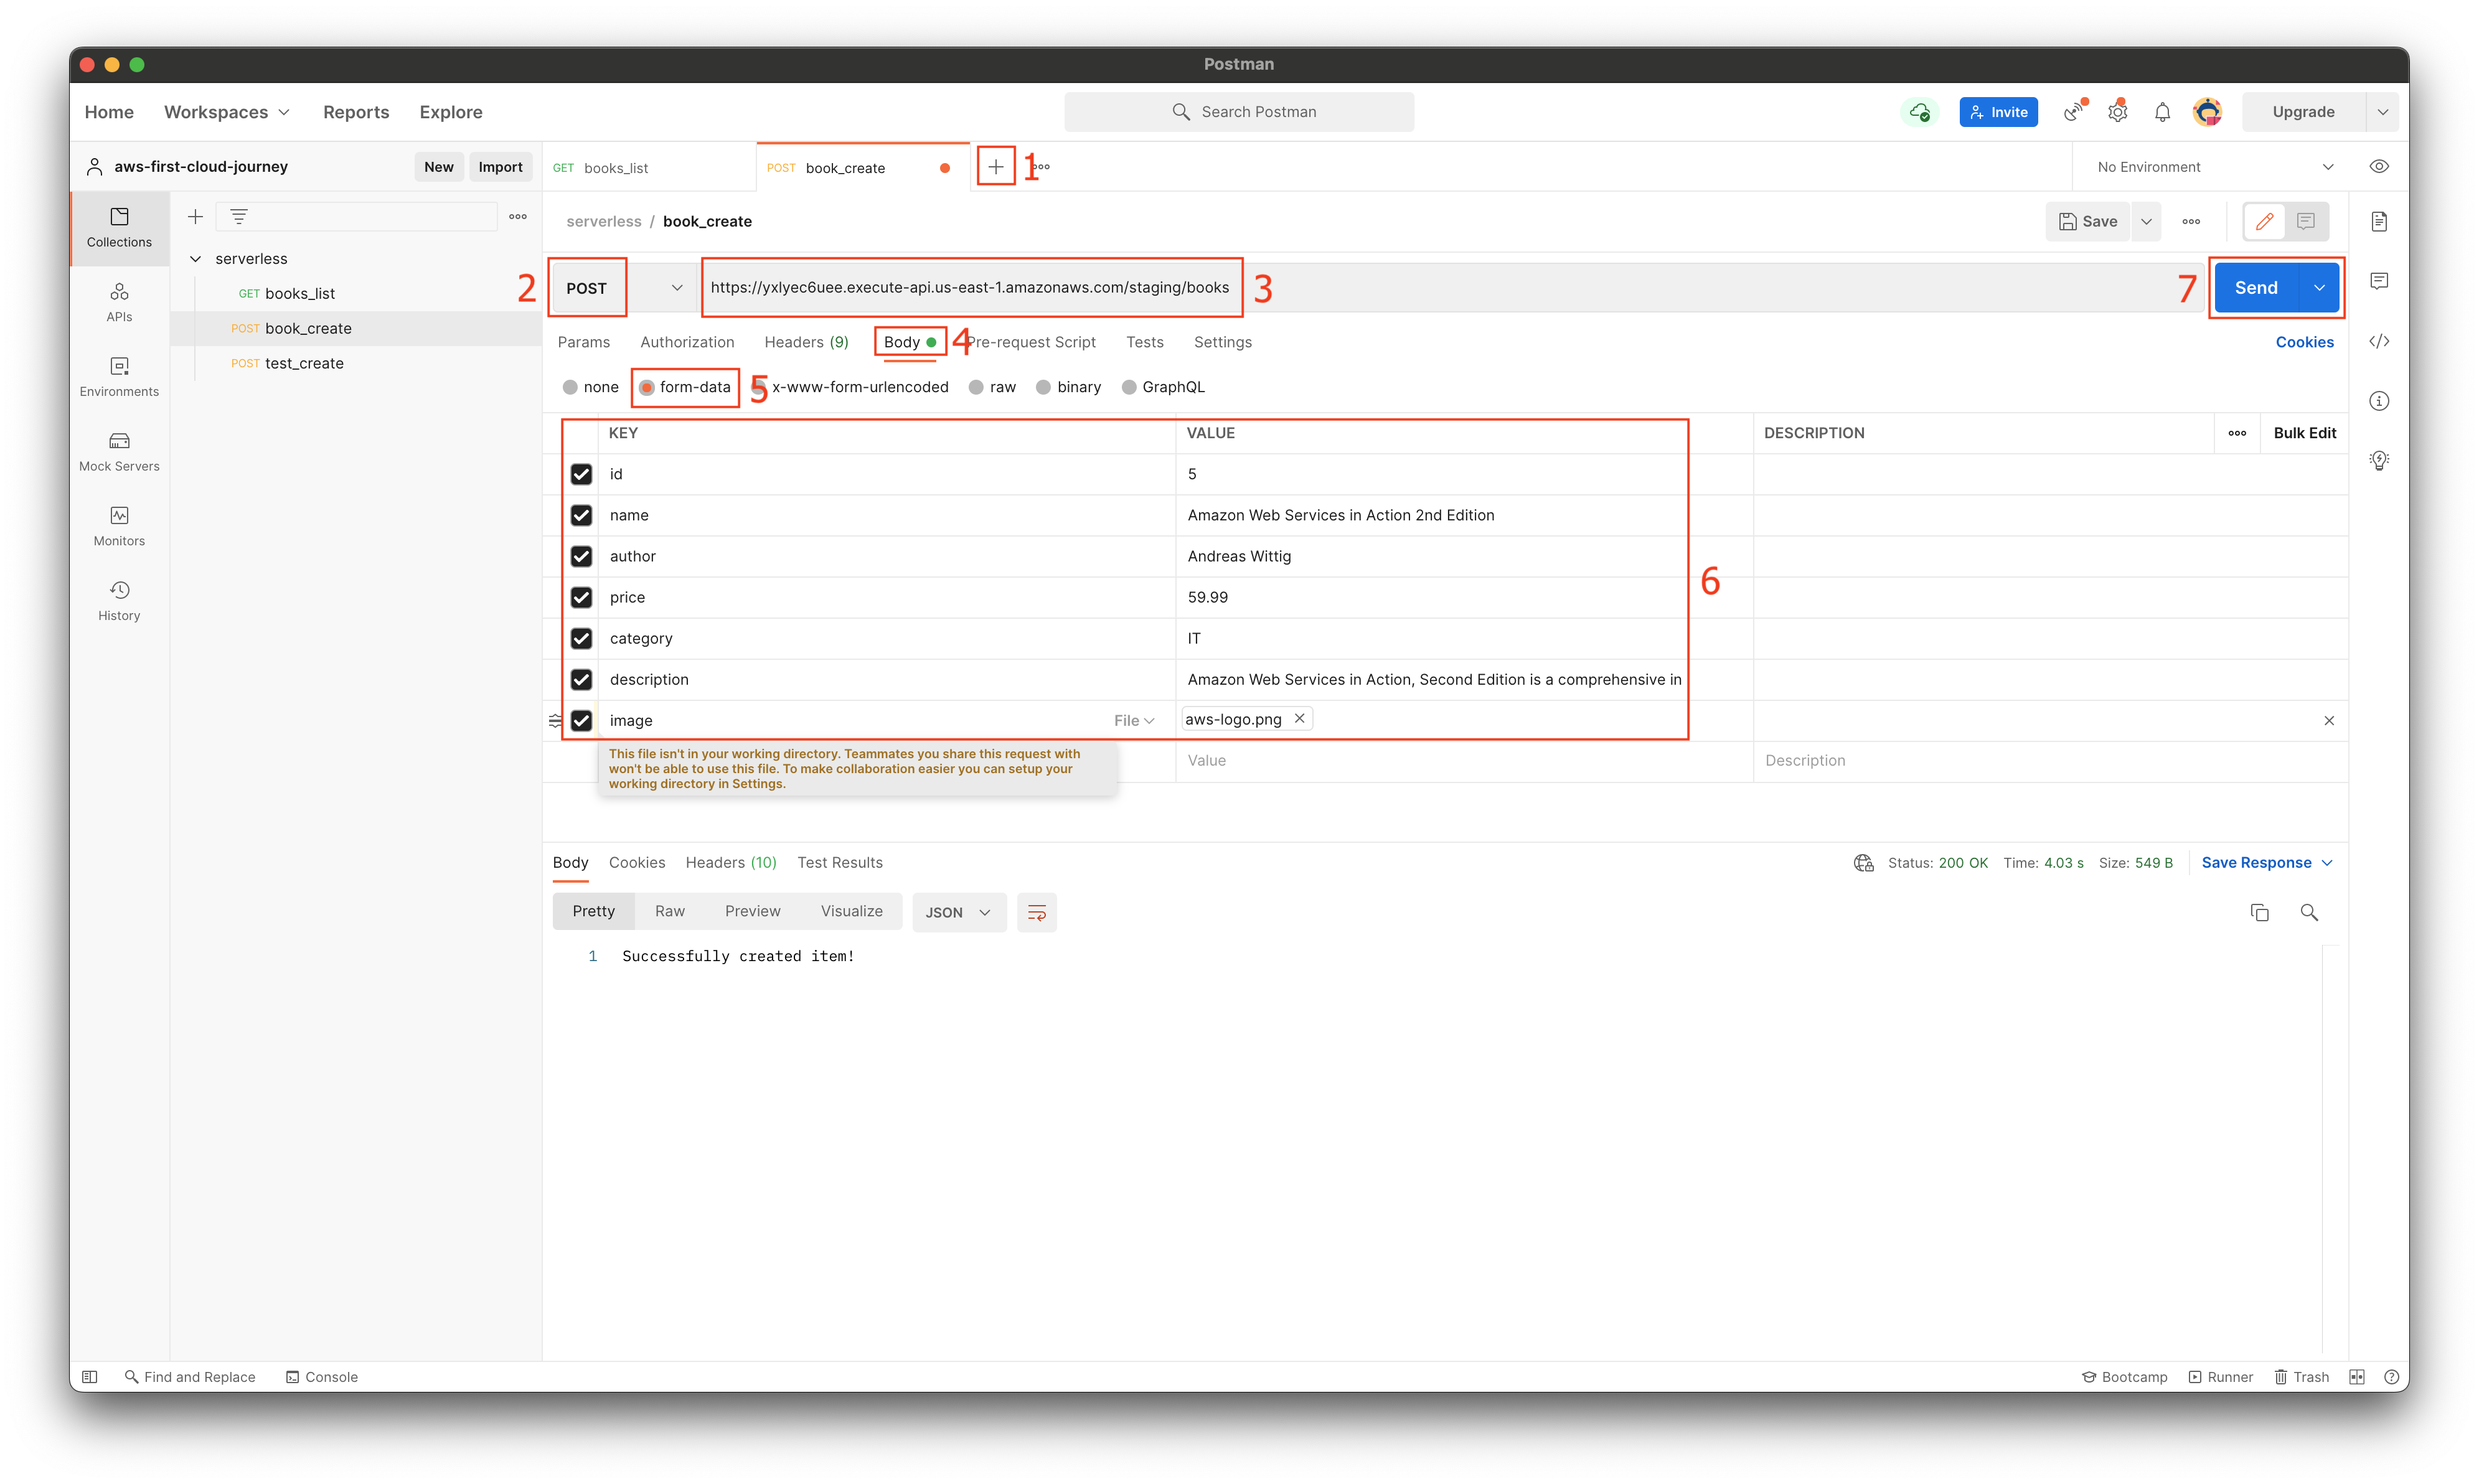 Postman
Home Workspaces Reports Explore Search Postman Invite Upgrade
aws-first-cloud-journey New Import GET books_list POST book_create 1 No Environment
Collections
serverless / book_create Save
serverless
GET books_list
POST book_create
POST test_create
APIs
Environments
Mock Servers
Monitors
History
2 POST https://yxlyec6uee.execute-api.us-east-1.amazonaws.com/staging/books 3 7 Send
Params Authorization Headers (9) Body 4 Pre-request Script Tests Settings Cookies
none form-data 5 x-www-form-urlencoded raw binary GraphQL
KEY VALUE DESCRIPTION Bulk Edit
id 5
name Amazon Web Services in Action 2nd Edition
author Andreas Wittig
6
price 59.99
category IT
description Amazon Web Services in Action, Second Edition is a comprehensive in
image File aws-logo.png
Value Description
This file isn't in your working directory. Teammates you share this request with
won't be able to use this file. To make collaboration easier you can setup your
working directory in Settings.
Body Cookies Headers (10) Test Results Status: 200 OK Time: 4.03 s Size: 549 B Save Response
Pretty Raw Preview Visualize JSON
1 Successfully created item!
Find and Replace Console Bootcamp Runner Trash